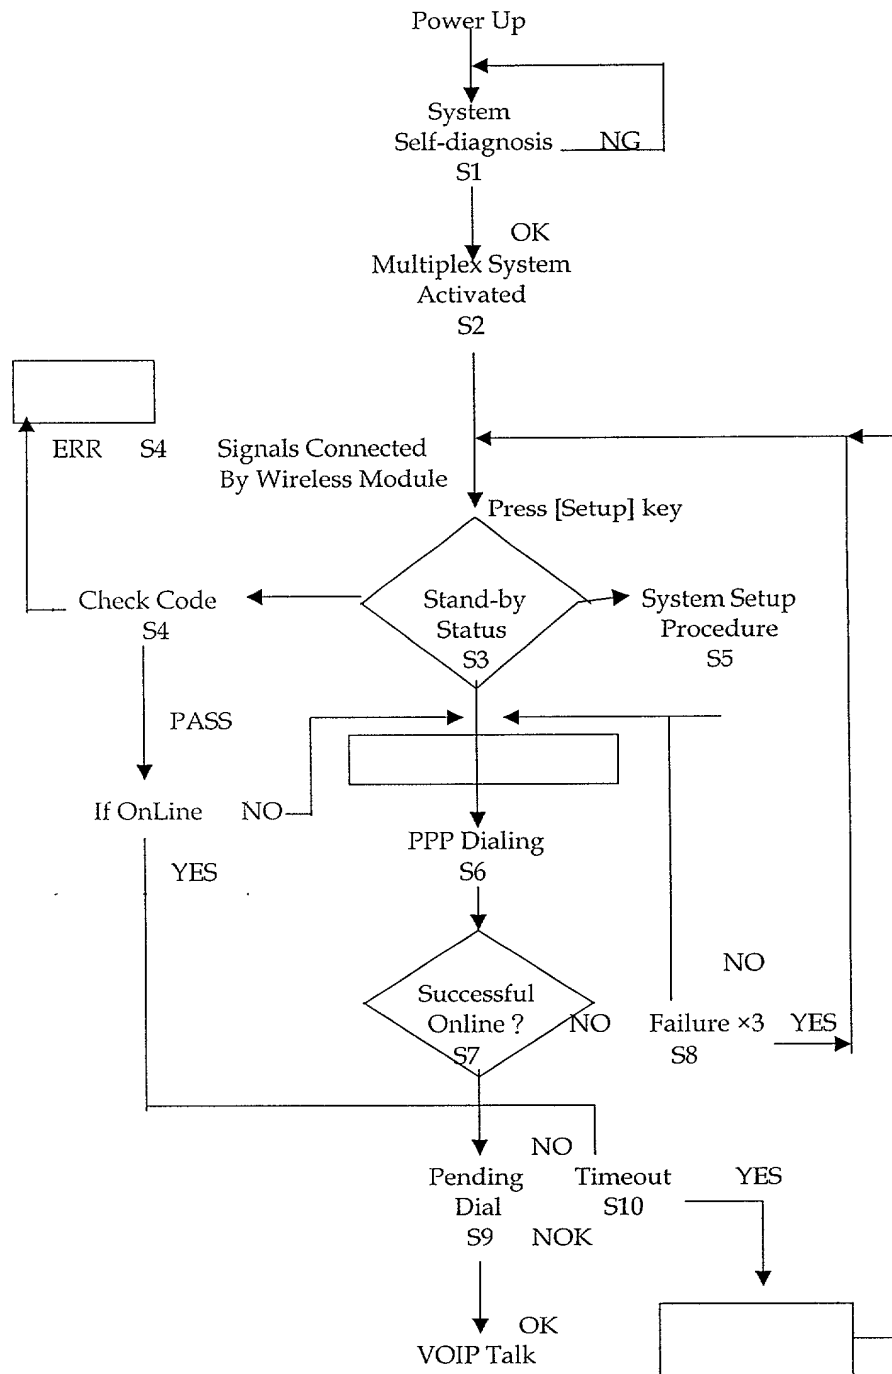 Power Up
System
Self-diagnosis NG
S1
OK
Multiplex System
Activated
S2
ERR S4 Signals Connected
By Wireless Module
Press [Setup] key
Check Code
S4
Stand-by
Status
S3
System Setup
Procedure
S5
PASS
If OnLine NO
YES
PPP Dialing
S6
NO
Successful
Online ? NO
S7
Failure ×3 YES
S8
NO
Pending
Dial
S9 NOK
Timeout YES
S10
OK
VOIP Talk